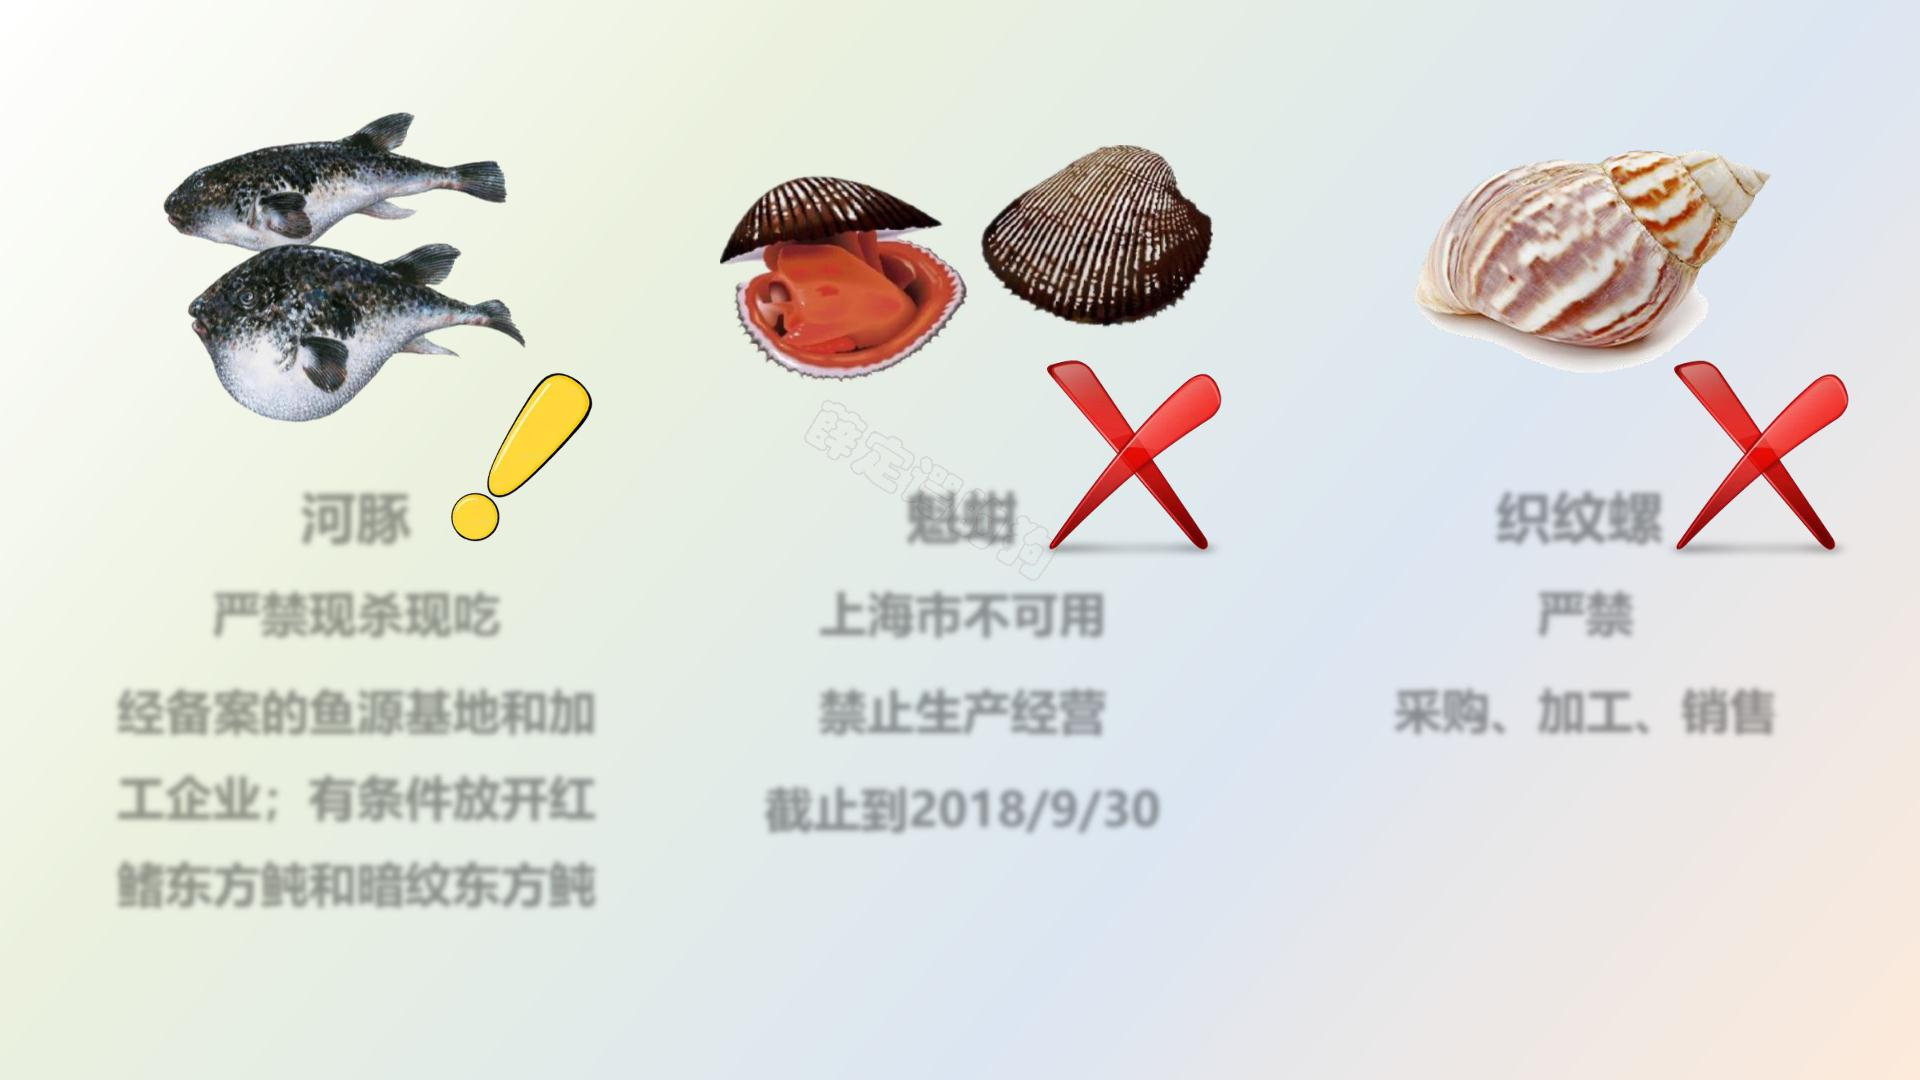 河豚
严禁现杀现吃
经备案的鱼源基地和加
工企业；有条件放开红
鳍东方鲀和暗纹东方鲀
魁蚶
上海市不可用
禁止生产经营
截止到2018/9/30
织纹螺
严禁
采购、加工、销售